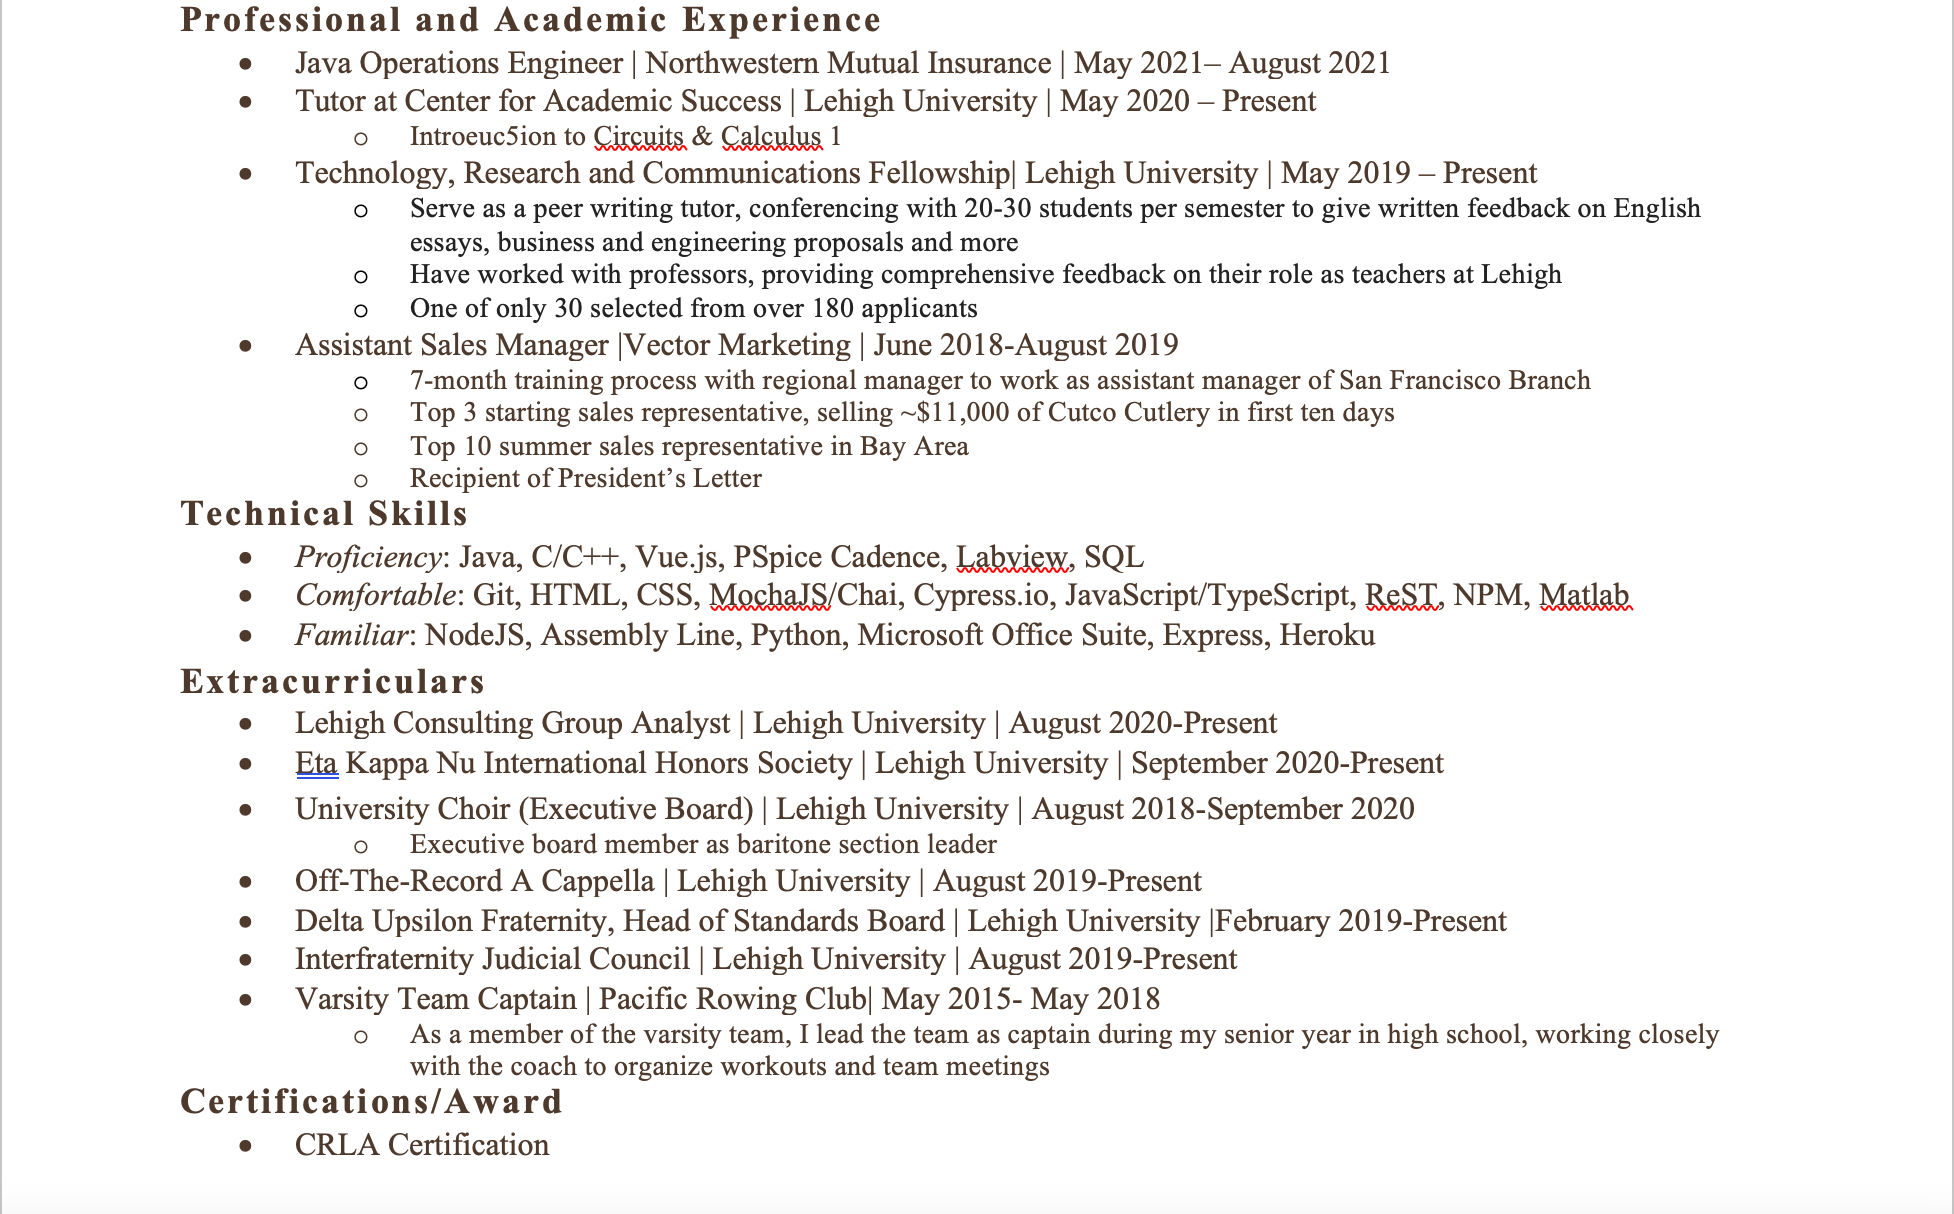 Professional and Academic Experience
• Java Operations Engineer | Northwestern Mutual Insurance | May 2021– August 2021
• Tutor at Center for Academic Success | Lehigh University | May 2020 – Present
o Introeuc5ion to Circuits & Calculus 1
• Technology, Research and Communications Fellowship| Lehigh University | May 2019 – Present
o Serve as a peer writing tutor, conferencing with 20-30 students per semester to give written feedback on English
essays, business and engineering proposals and more
o Have worked with professors, providing comprehensive feedback on their role as teachers at Lehigh
o One of only 30 selected from over 180 applicants
• Assistant Sales Manager |Vector Marketing | June 2018-August 2019
o 7-month training process with regional manager to work as assistant manager of San Francisco Branch
o Top 3 starting sales representative, selling ~$11,000 of Cutco Cutlery in first ten days
o Top 10 summer sales representative in Bay Area
o Recipient of President’s Letter
Technical Skills
• Proficiency: Java, C/C++, Vue.js, PSpice Cadence, Labview, SQL
• Comfortable: Git, HTML, CSS, MochaJS/Chai, Cypress.io, JavaScript/TypeScript, ReST, NPM, Matlab
• Familiar: NodeJS, Assembly Line, Python, Microsoft Office Suite, Express, Heroku
Extracurriculars
• Lehigh Consulting Group Analyst | Lehigh University | August 2020-Present
• Eta Kappa Nu International Honors Society | Lehigh University | September 2020-Present
• University Choir (Executive Board) | Lehigh University | August 2018-September 2020
o Executive board member as baritone section leader
• Off-The-Record A Cappella | Lehigh University | August 2019-Present
• Delta Upsilon Fraternity, Head of Standards Board | Lehigh University |February 2019-Present
• Interfraternity Judicial Council | Lehigh University | August 2019-Present
• Varsity Team Captain | Pacific Rowing Club| May 2015- May 2018
o As a member of the varsity team, I lead the team as captain during my senior year in high school, working closely
with the coach to organize workouts and team meetings
Certifications/Award
• CRLA Certification